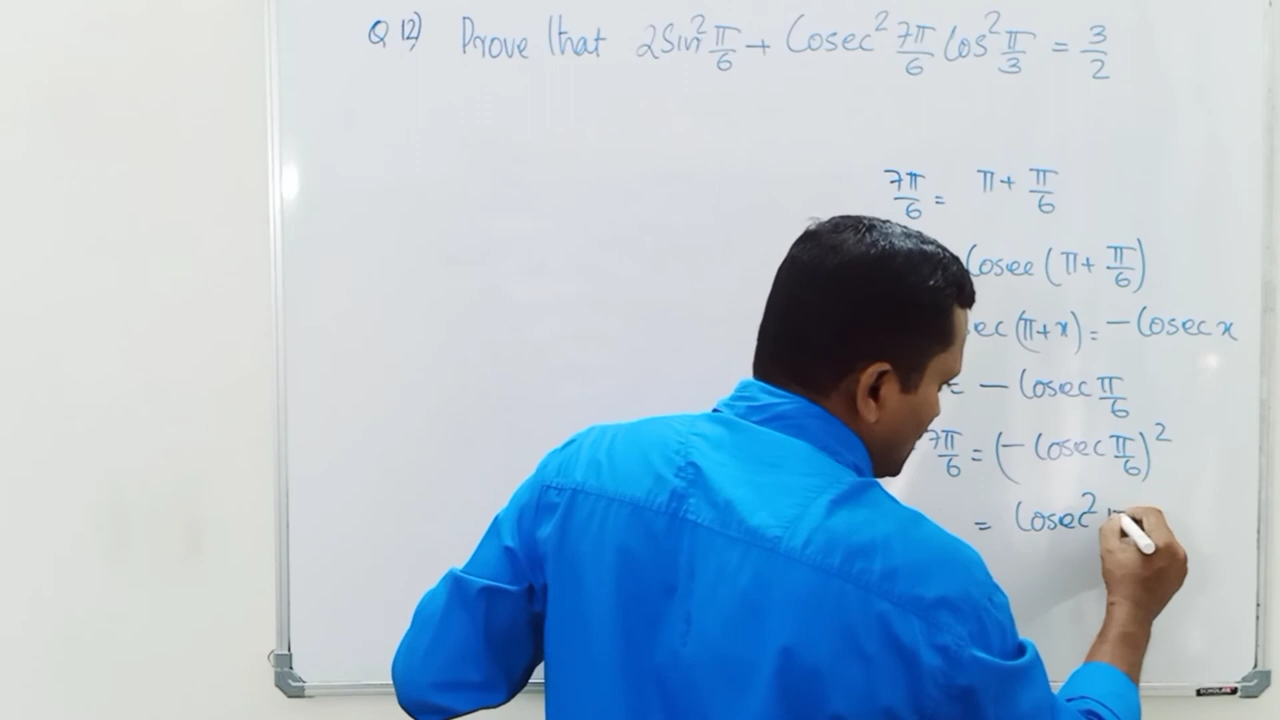 Q 12) Prove that 2Sin² π/6 + Cosec² 7π/6 Cos² π/3 = 3/2
7π/6 = π + π/6
Cosec (π + π/6)
ec (π+x) = -Cosec x
= - Cosec π/6
7π/6 = (- Cosec π/6)²
= Cosec²
SCHOLAR